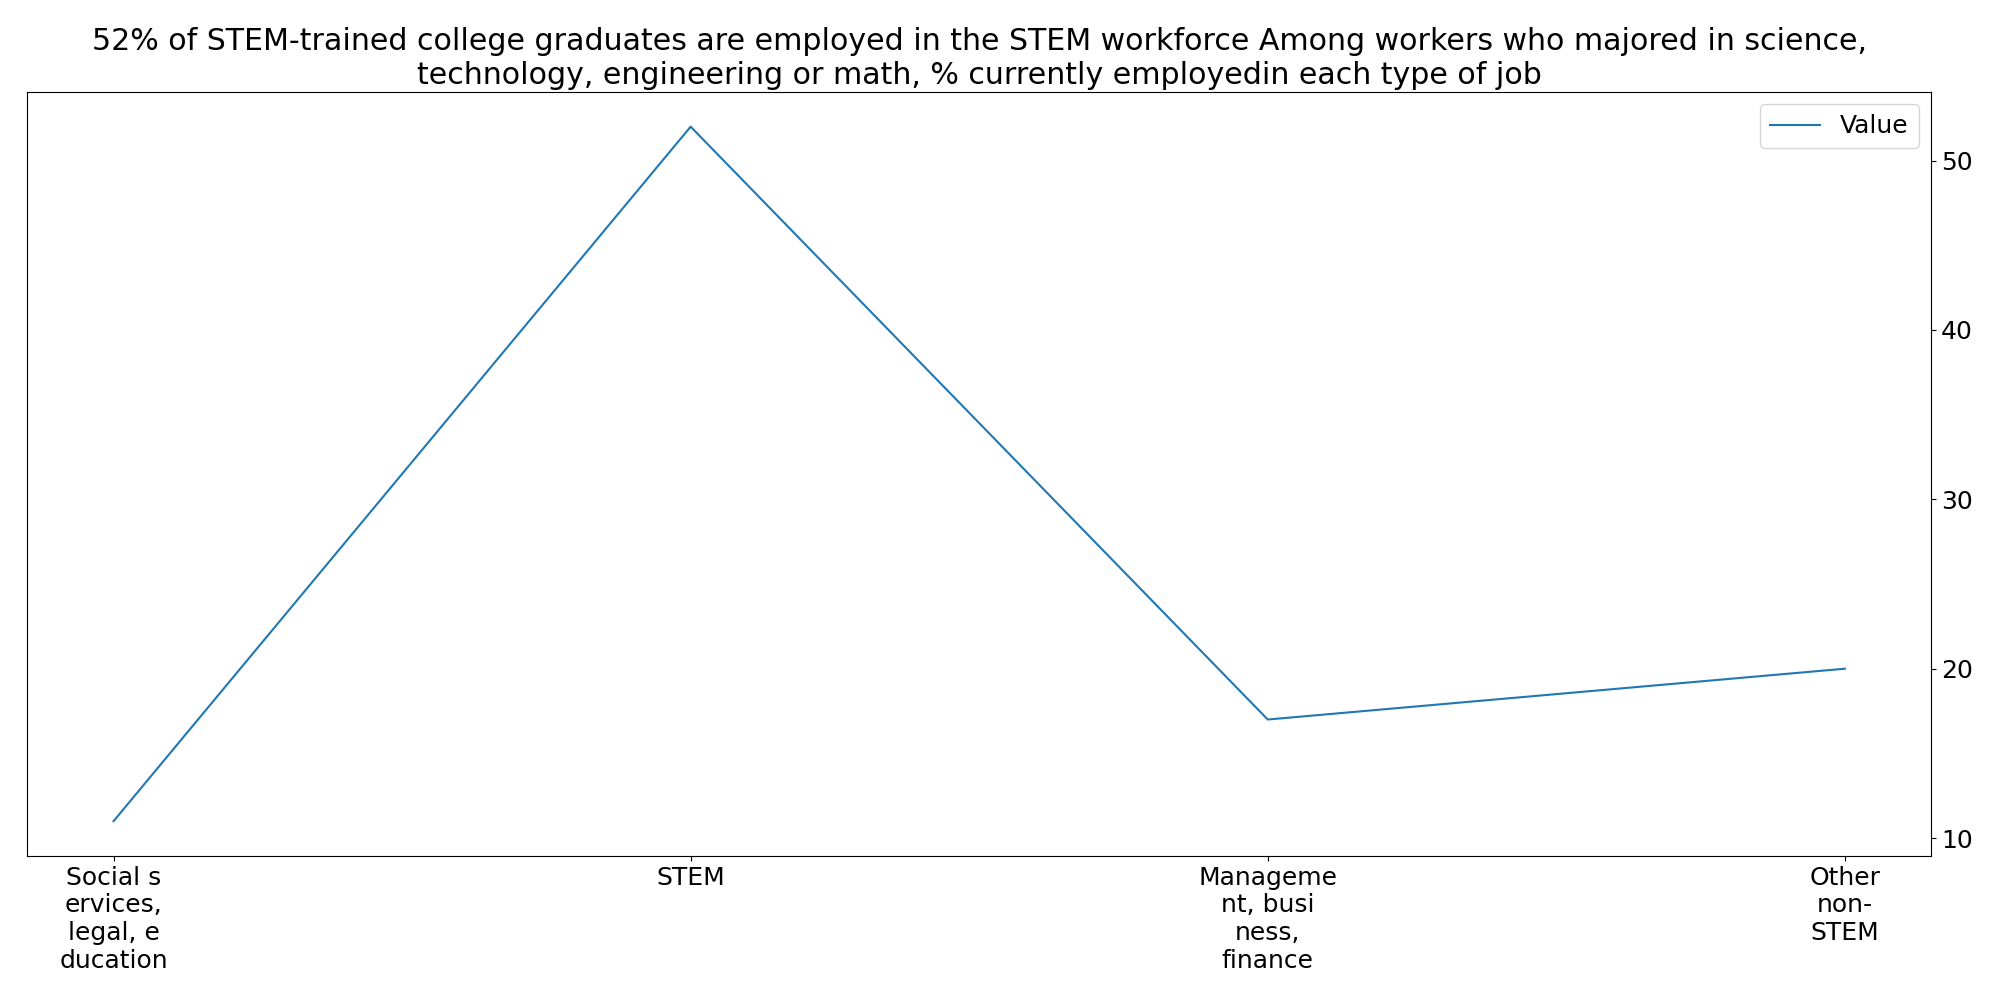 52% of STEM-trained college graduates are employed in the STEM workforce Among workers who majored in science,
technology, engineering or math, % currently employedin each type of job
Value
50
40
30
20
10
Social s
ervices,
legal, e
ducation
STEM
Manageme
nt, busi
ness,
finance
Other
non-
STEM